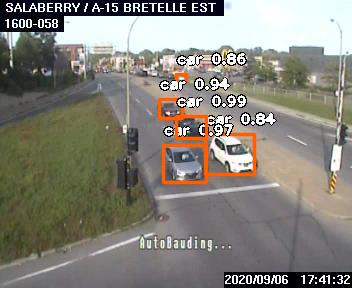 SALABERRY / A-15 BRETELLE EST
1600-058
car 0.86
car 0.94
car 0.99
car 0.84
car 0.97
AutoBauding...
2020/09/06 17:41:32